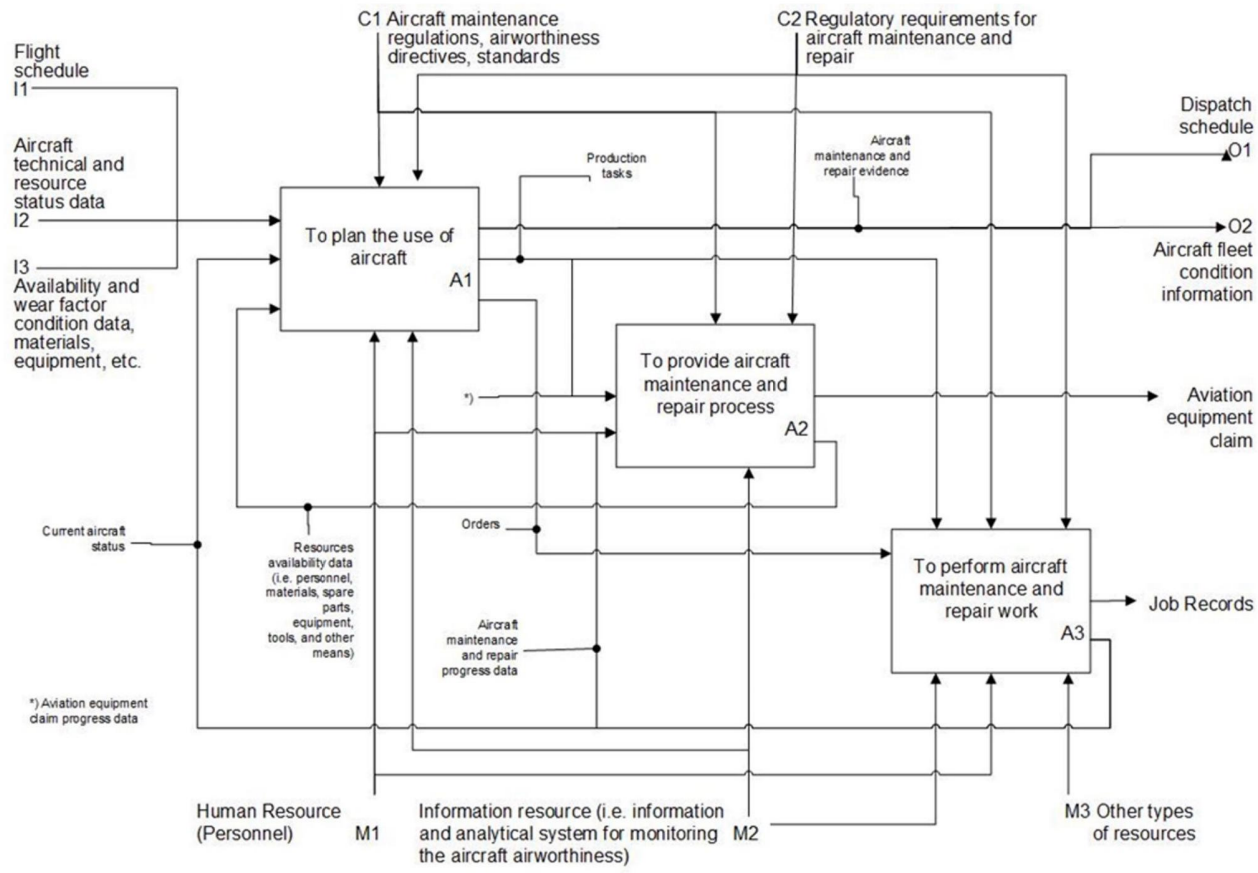 C1 Aircraft maintenance
regulations, airworthiness
directives, standards
C2 Regulatory requirements for
aircraft maintenance and
repair
Flight
schedule
I1
Aircraft
technical and
resource
status data
I2
I3
Availability and
wear factor
condition data,
materials,
equipment, etc.
Dispatch
schedule
O1
O2
Aircraft fleet
condition
information
Production
tasks
Aircraft
maintenance and
repair evidence
To plan the use of
aircraft
A1
To provide aircraft
maintenance and
repair process
A2
*)
Aviation
equipment
claim
Current aircraft
status
Resources
availability data
(i.e. personnel,
materials, spare
parts,
equipment,
tools, and other
means)
Orders
Aircraft
maintenance
and repair
progress data
To perform aircraft
maintenance and
repair work
A3
Job Records
*) Aviation equipment
claim progress data
Human Resource
(Personnel) M1
Information resource (i.e. information
and analytical system for monitoring M2
the aircraft airworthiness)
M3 Other types
of resources